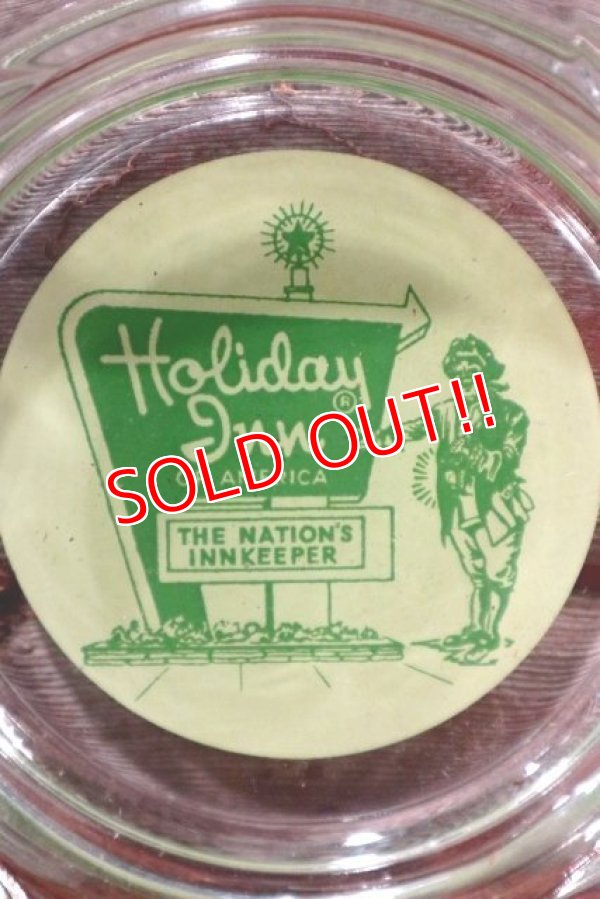 Holiday
Inn®
OF AMERICA
SOLD OUT!!
THE NATION'S
INNKEEPER